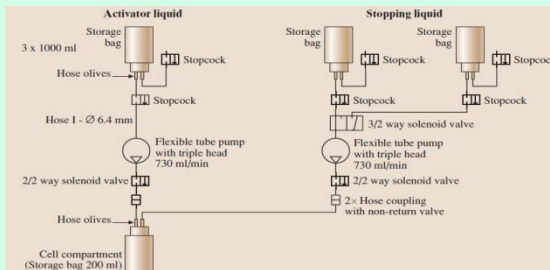 Activator liquid
Stopping liquid
Storage
bag
Storage
bag
Storage
bag
3 x 1000 ml
Stopcock
Stopcock
Stopcock
Hose olives
Stopcock
Stopcock
Stopcock
Hose I - Ø 6.4 mm
3/2 way solenoid valve
Flexible tube pump
with triple head
730 ml/min
Flexible tube pump
with triple head
730 ml/min
2/2 way solenoid valve
2/2 way solenoid valve
Hose olives
2× Hose coupling
with non-return valve
Cell compartment
(Storage bag 200 ml)